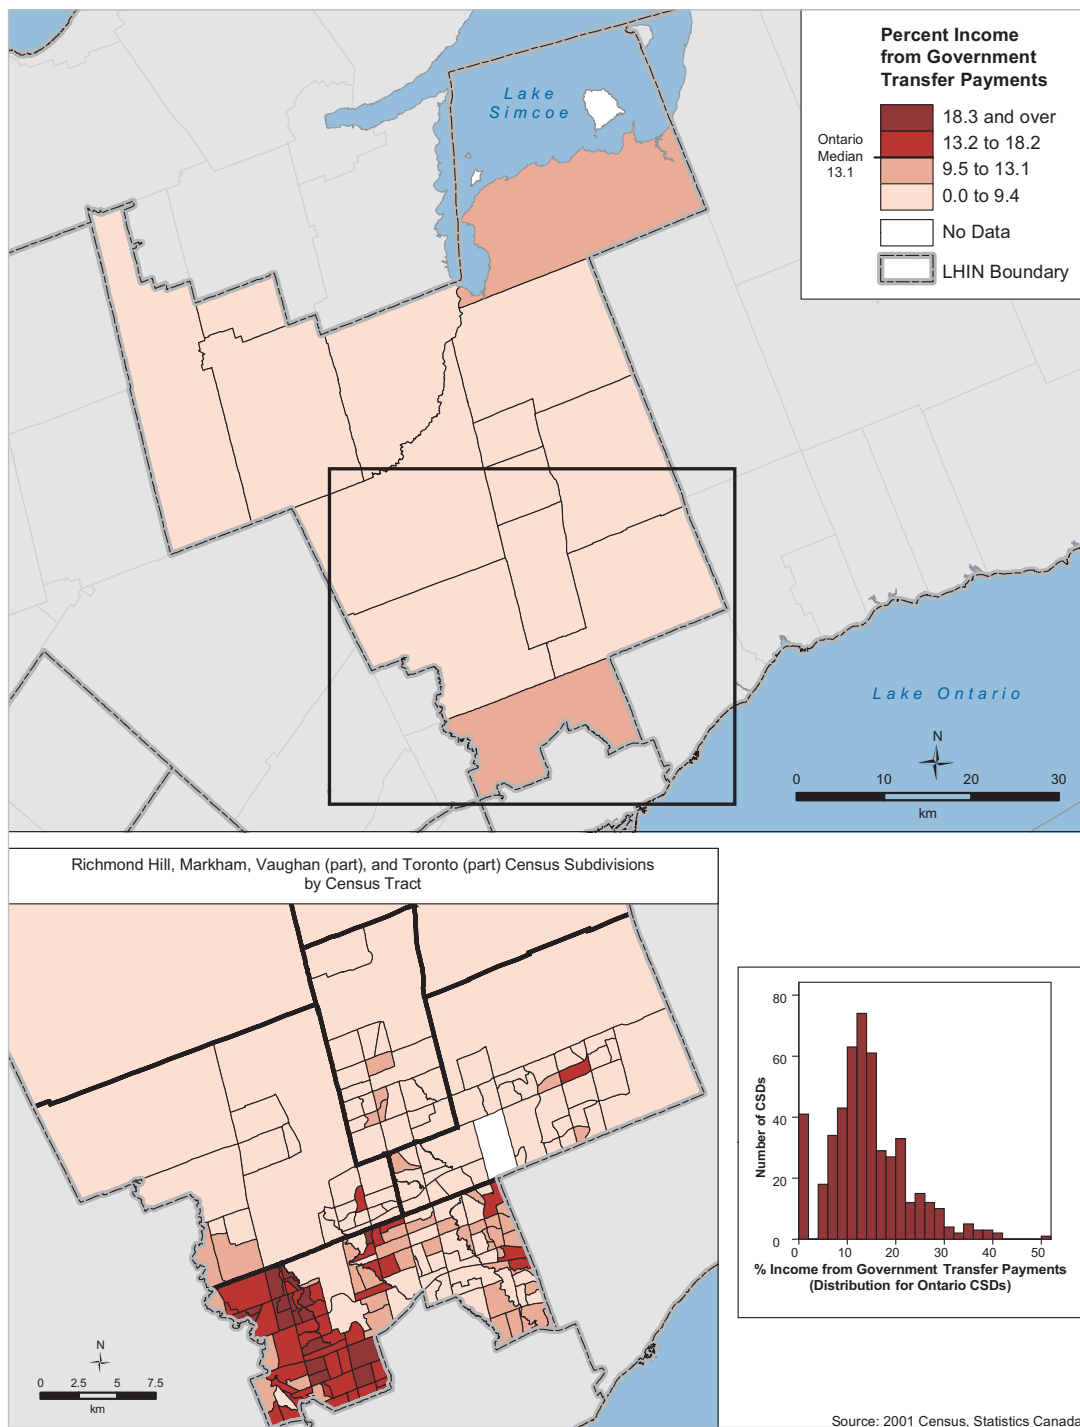 Percent Income
from Government
Transfer Payments
18.3 and over
13.2 to 18.2
9.5 to 13.1
0.0 to 9.4
Ontario
Median
13.1
No Data
LHIN Boundary
Lake
Simcoe
Lake Ontario
N
0 10 20 30
km
Richmond Hill, Markham, Vaughan (part), and Toronto (part) Census Subdivisions
by Census Tract
N
0 2.5 5 7.5
km
Number of CSDs
80
60
40
20
0
0 10 20 30 40 50
% Income from Government Transfer Payments
(Distribution for Ontario CSDs)
Source: 2001 Census, Statistics Canada